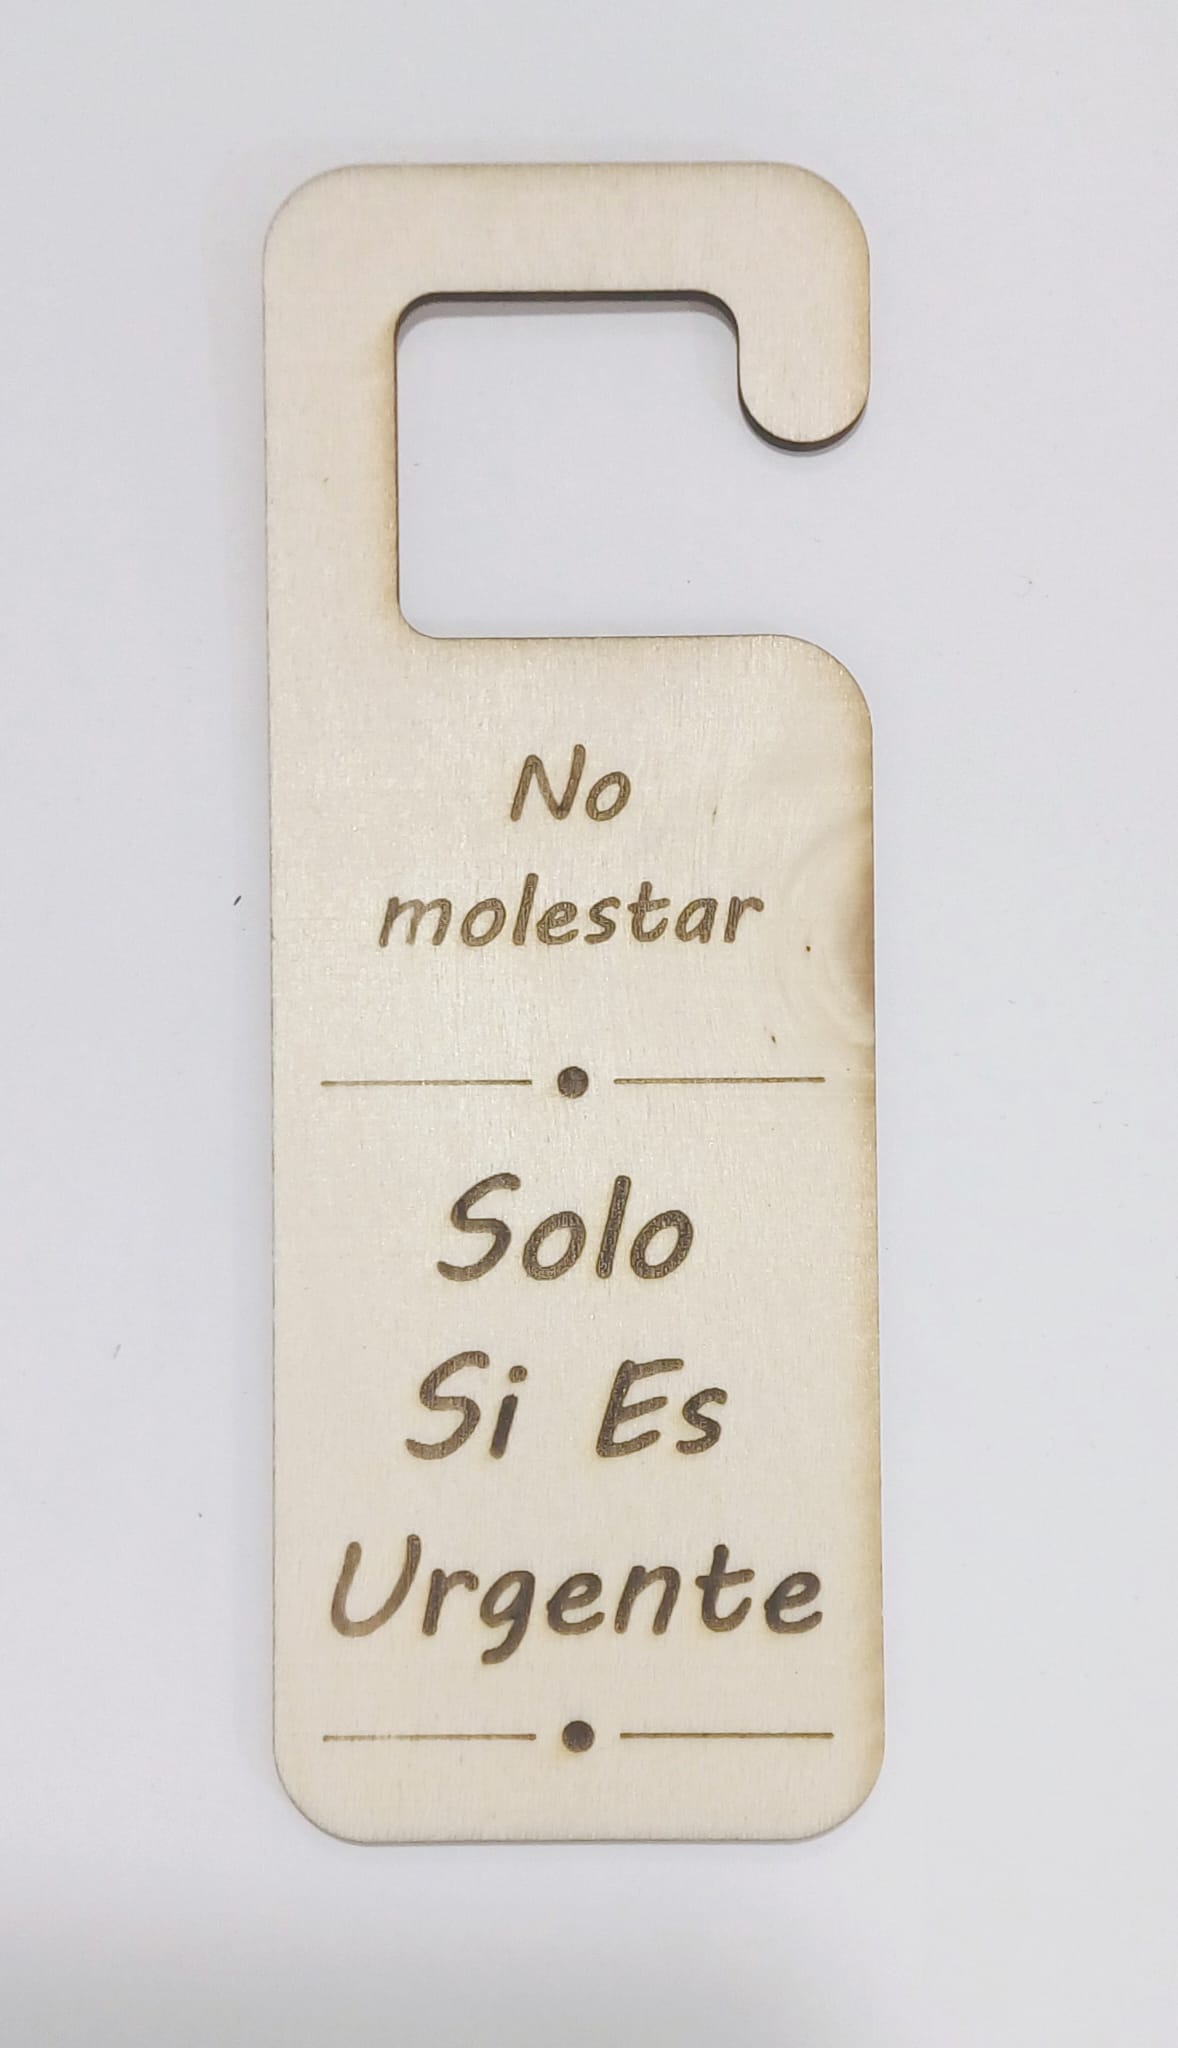 No
molestar
Solo
Si Es
Urgente